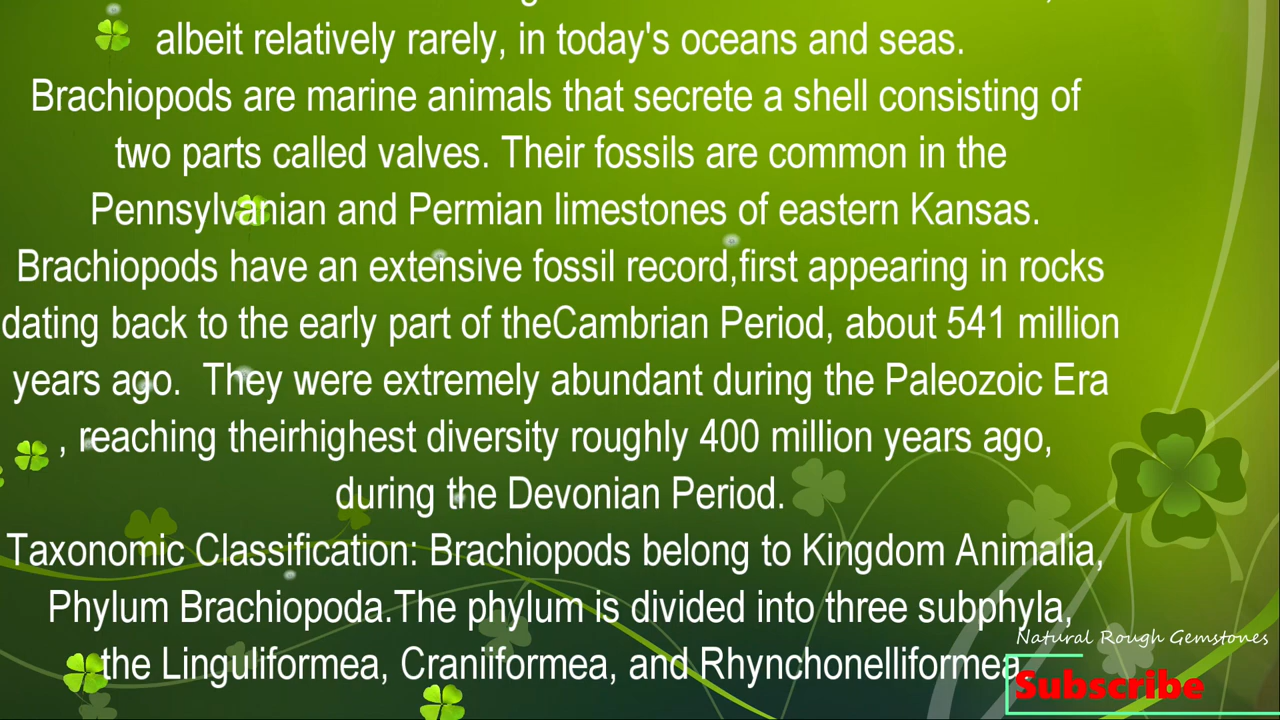 albeit relatively rarely, in today's oceans and seas.
Brachiopods are marine animals that secrete a shell consisting of
two parts called valves. Their fossils are common in the
Pennsylvanian and Permian limestones of eastern Kansas.
Brachiopods have an extensive fossil record,first appearing in rocks
dating back to the early part of theCambrian Period, about 541 million
years ago.  They were extremely abundant during the Paleozoic Era
, reaching theirhighest diversity roughly 400 million years ago,
during the Devonian Period.
Taxonomic Classification: Brachiopods belong to Kingdom Animalia,
Phylum Brachiopoda.The phylum is divided into three subphyla,
the Linguliformea, Craniiformea, and Rhynchonelliformea
Natural Rough Gemstones
Subscribe